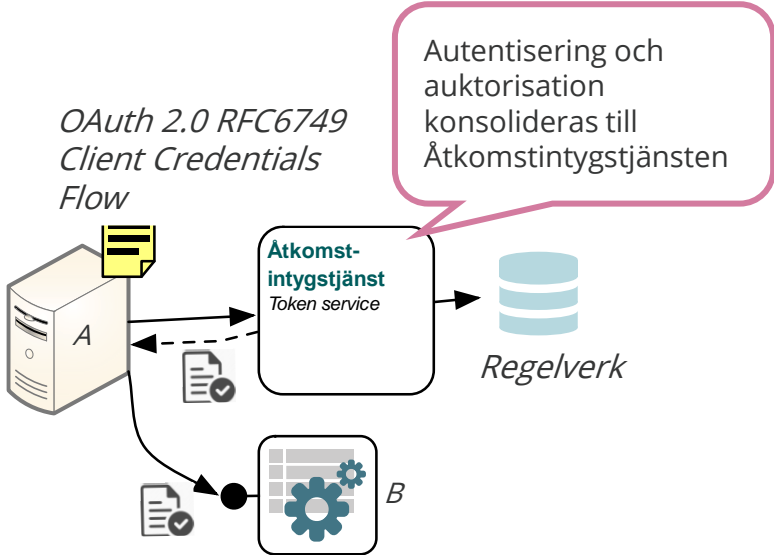 Autentisering och
auktorisation
konsolideras till
Åtkomstintygstjänsten
OAuth 2.0 RFC6749
Client Credentials
Flow
Åtkomst-
intygstjänst
Token service
A
Regelverk
B